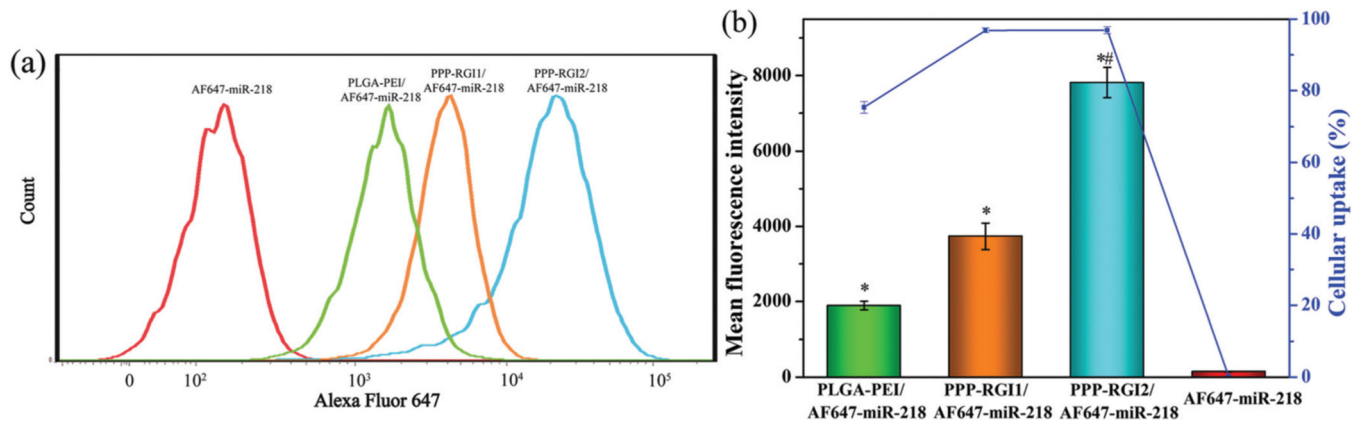 (a)
AF647-miR-218
PLGA-PEI/
AF647-miR-218
PPP-RGI1/
AF647-miR-218
PPP-RGI2/
AF647-miR-218
Count
0
0
10²
10³
10⁴
10⁵
Alexa Fluor 647
(b)
Mean fluorescence intensity
8000
6000
4000
2000
0
*
*
*#
100
80
60
40
20
0
Cellular uptake (%)
PLGA-PEI/
AF647-miR-218
PPP-RGI1/
AF647-miR-218
PPP-RGI2/
AF647-miR-218
AF647-miR-218